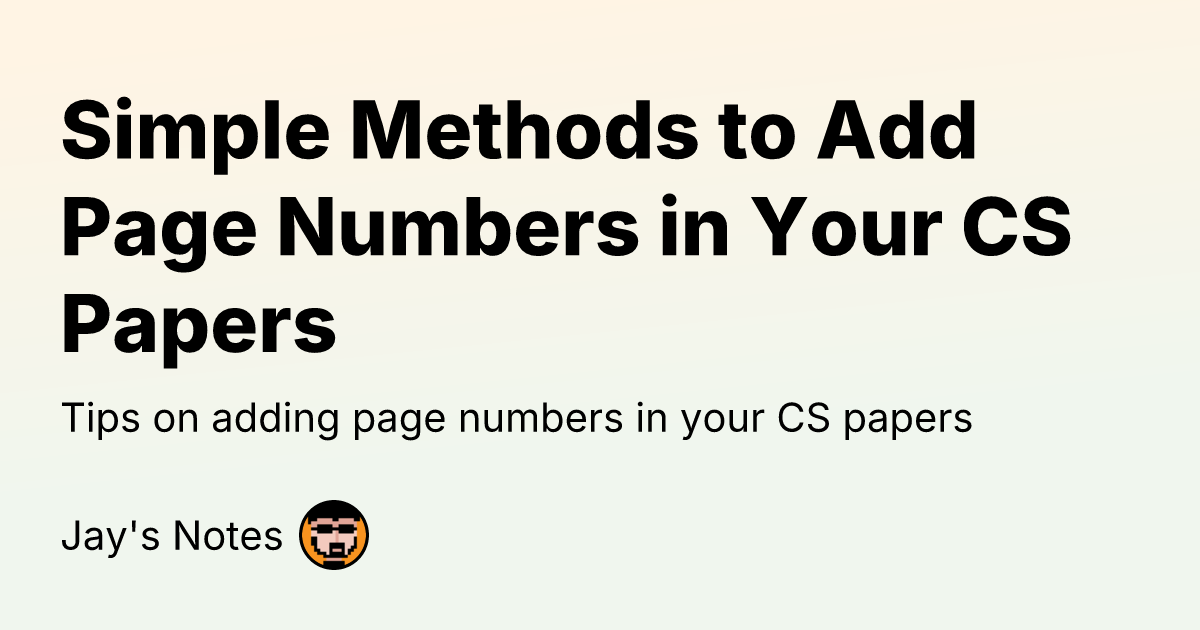 Simple Methods to Add
Page Numbers in Your CS
Papers
Tips on adding page numbers in your CS papers
Jay's Notes